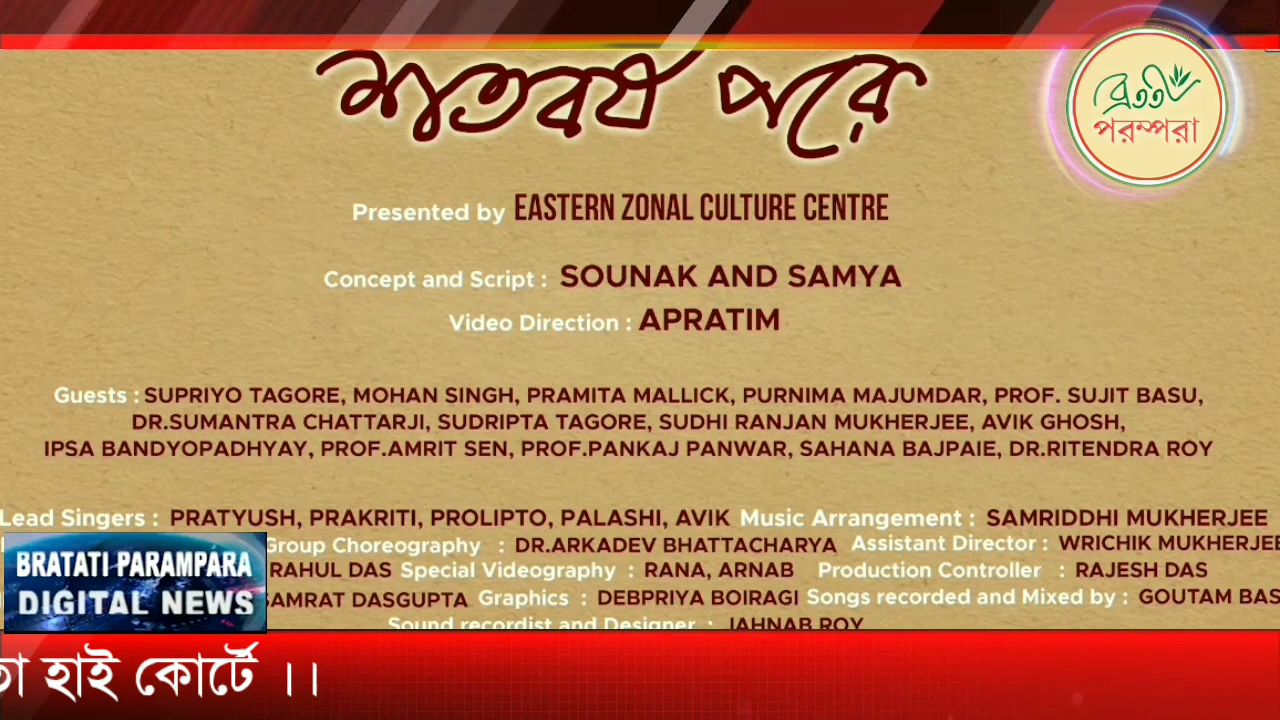 শতবর্ষ পরে
ব্রততী
পরম্পরা
Presented by EASTERN ZONAL CULTURE CENTRE
Concept and Script : SOUNAK AND SAMYA
Video Direction : APRATIM
Guests : SUPRIYO TAGORE, MOHAN SINGH, PRAMITA MALLICK, PURNIMA MAJUMDAR, PROF. SUJIT BASU,
DR.SUMANTRA CHATTARJI, SUDRIPTA TAGORE, SUDHI RANJAN MUKHERJEE, AVIK GHOSH,
IPSA BANDYOPADHYAY, PROF.AMRIT SEN, PROF.PANKAJ PANWAR, SAHANA BAJPAIE, DR.RITENDRA ROY
Lead Singers : PRATYUSH, PRAKRITI, PROLIPTO, PALASHI, AVIK Music Arrangement : SAMRIDDHI MUKHERJEE
Group Choreography : DR.ARKADEV BHATTACHARYA Assistant Director : WRICHIK MUKHERJEE
RAHUL DAS Special Videography : RANA, ARNAB Production Controller : RAJESH DAS
SAMRAT DASGUPTA Graphics : DEBPRIYA BOIRAGI Songs recorded and Mixed by : GOUTAM BAS
Sound recordist and Designer : JAHNAB ROY
BRATATI PARAMPARA
DIGITAL NEWS
তা হাই কোর্টে ।।